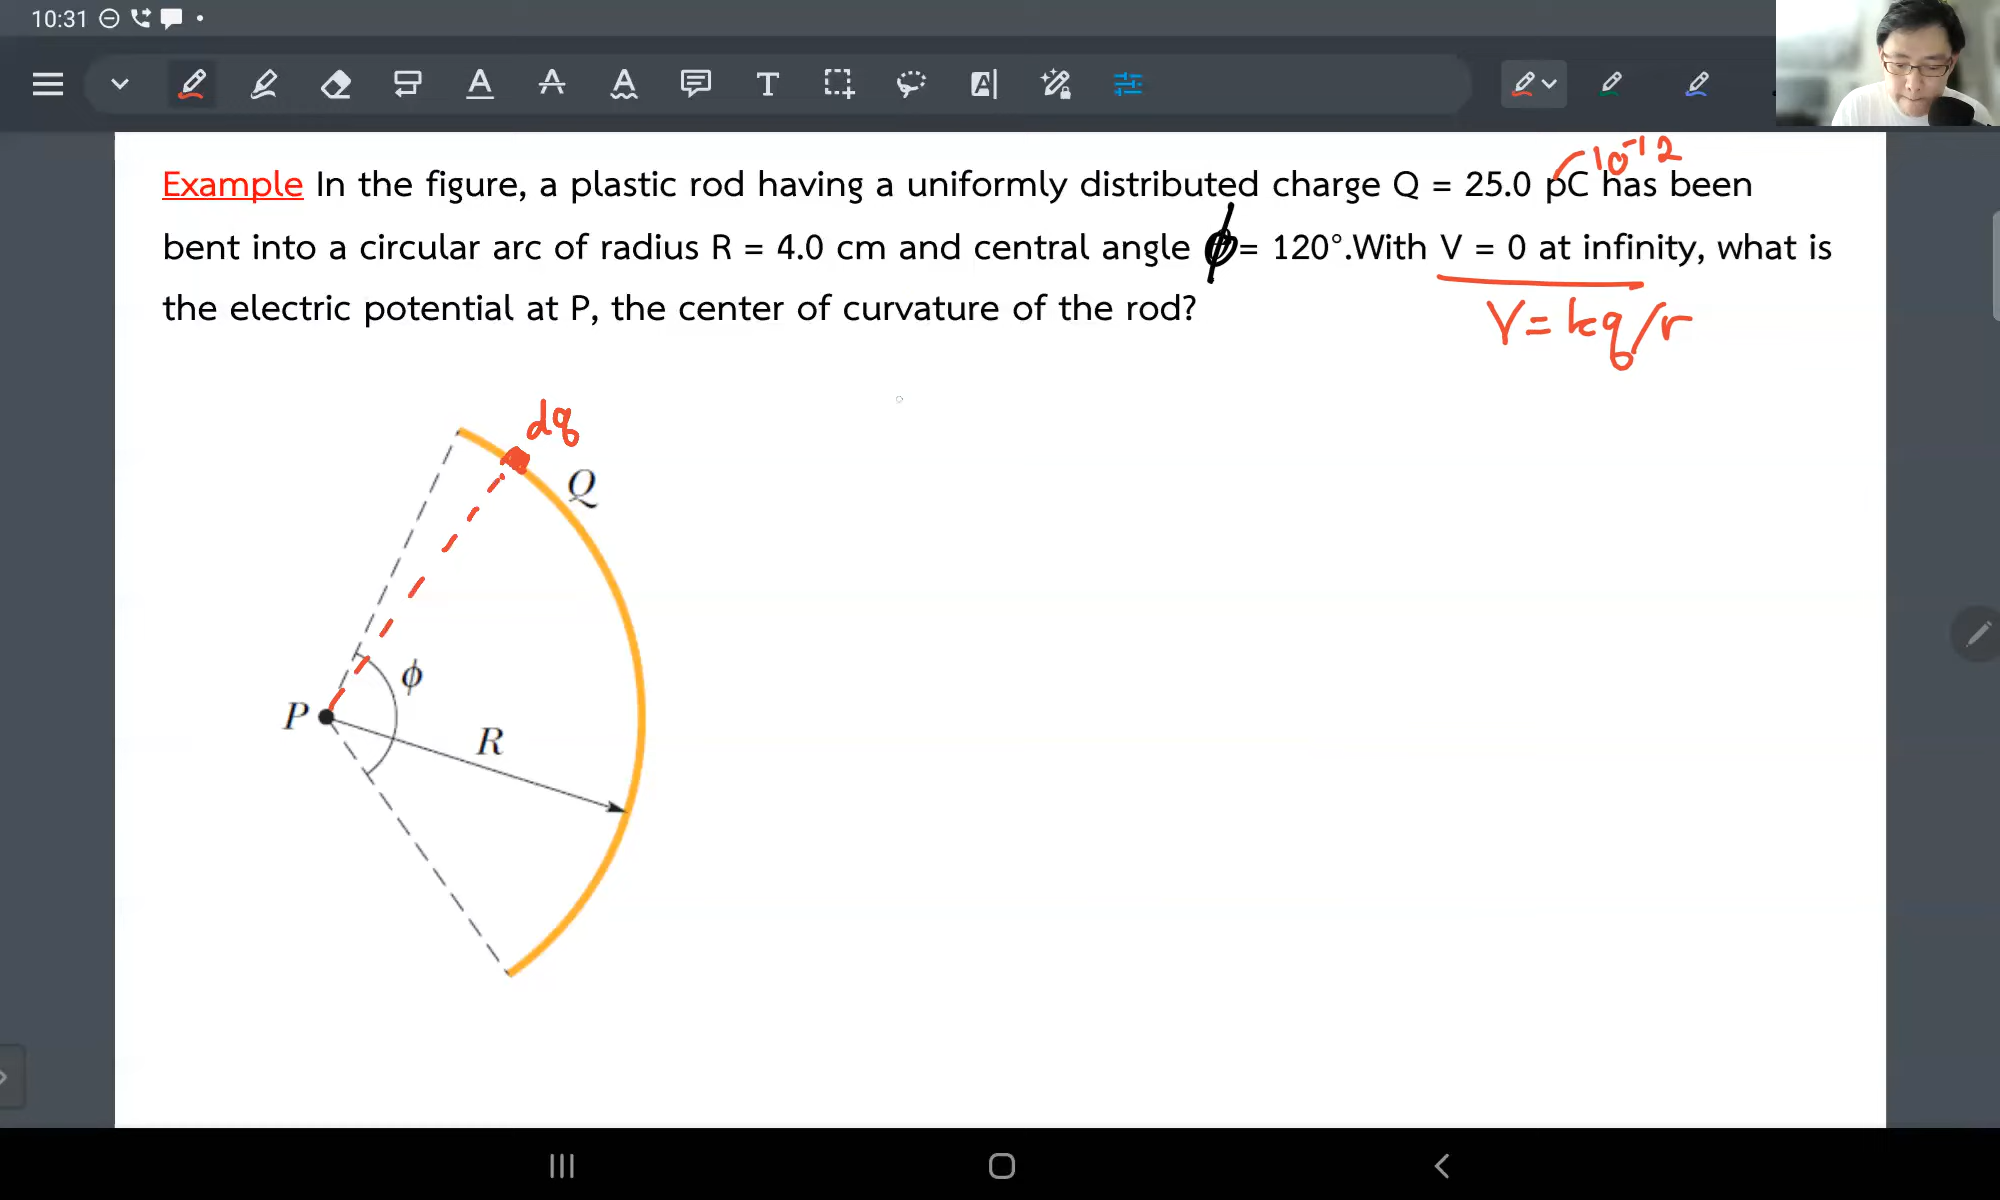 10:31
T
A
10-12
Example In the figure, a plastic rod having a uniformly distributed charge Q = 25.0 pC has been
bent into a circular arc of radius R = 4.0 cm and central angle ϕ= 120°.With V = 0 at infinity, what is
the electric potential at P, the center of curvature of the rod?
V = kq/r
dq
Q
ϕ
P
R